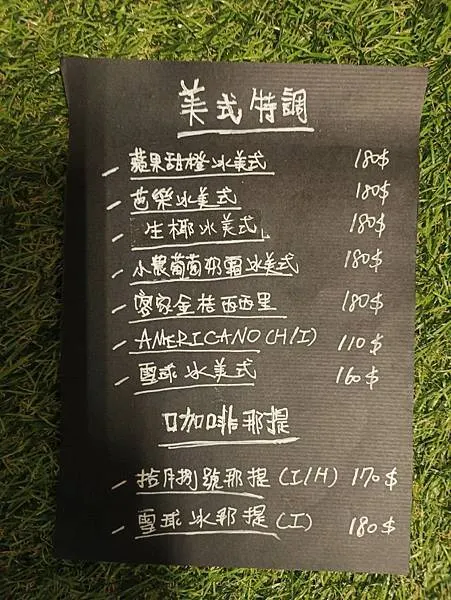 美式特調
- 蘋果甜橙冰美式 180$
- 芭樂冰美式 180$
- 生椰冰美式 180$
- 小農葡萄奶霜冰美式 180$
- 客家金桔西西里 180$
- AMERICANO (H/I) 110$
- 雪球冰美式 160$
咖啡那提
- 拾月捌號那提 (I/H) 170$
- 雪球冰那提 (I) 180$